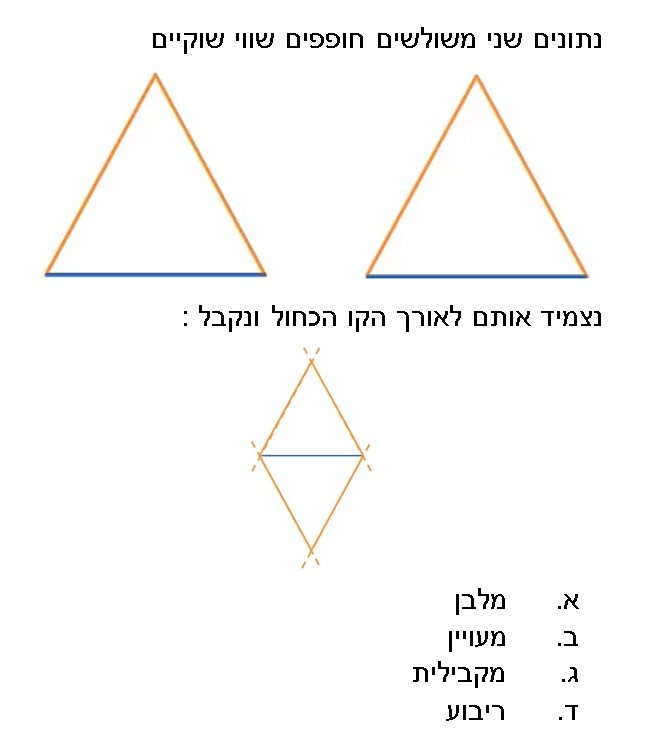 נתונים שני משולשים חופפים שווי שוקיים
נצמיד אותם לאורך הקו הכחול ונקבל :
א. מלבן
ב. מעויין
ג. מקבילית
ד. ריבוע